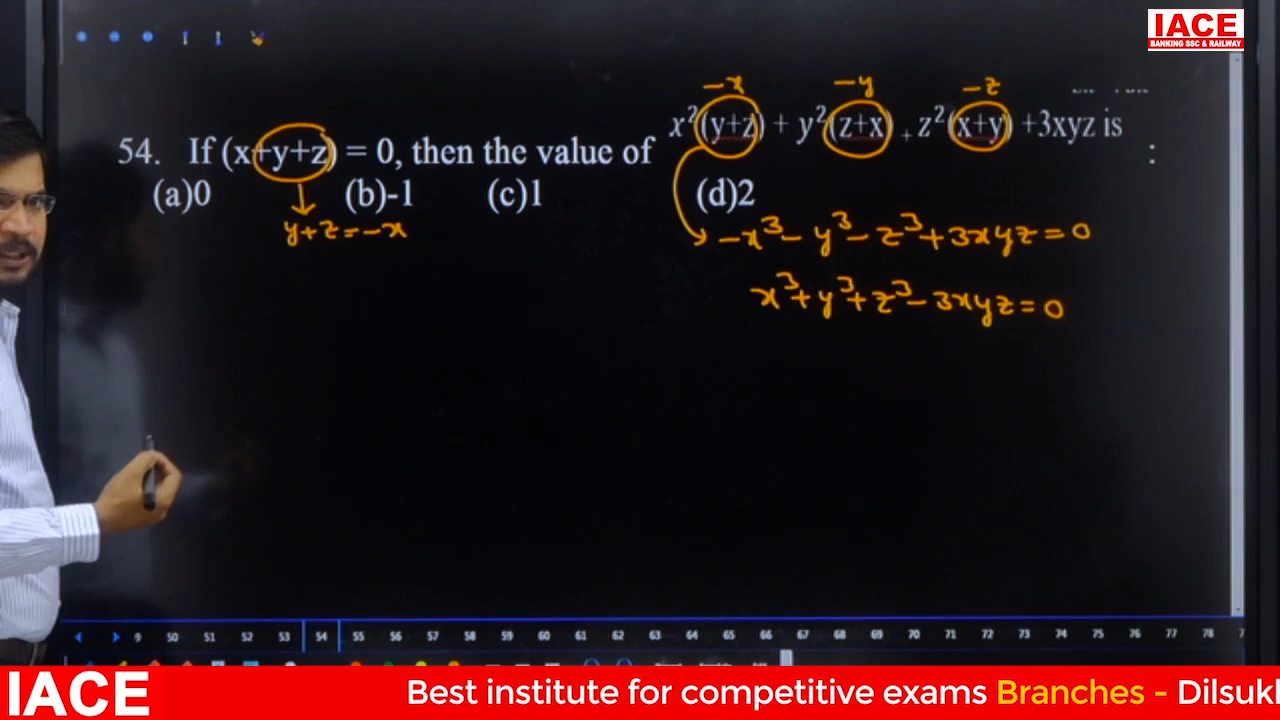 IACE
BANKING SSC & RAILWAY
-x -y -z
54. If (x+y+z) = 0, then the value of x²(y+z) + y²(z+x) + z²(x+y) +3xyz is :
(a)0 (b)-1 (c)1 (d)2
y+z=-x
-x³-y³-z³+3xyz=0
x³+y³+z³-3xyz=0
9 50 51 52 53 54 55 56 57 58 59 60 61 62 63 64 65 66 67 68 69 70 71 72 73 74 75 76 77 78
IACE Best institute for competitive exams Branches - Dilsukh